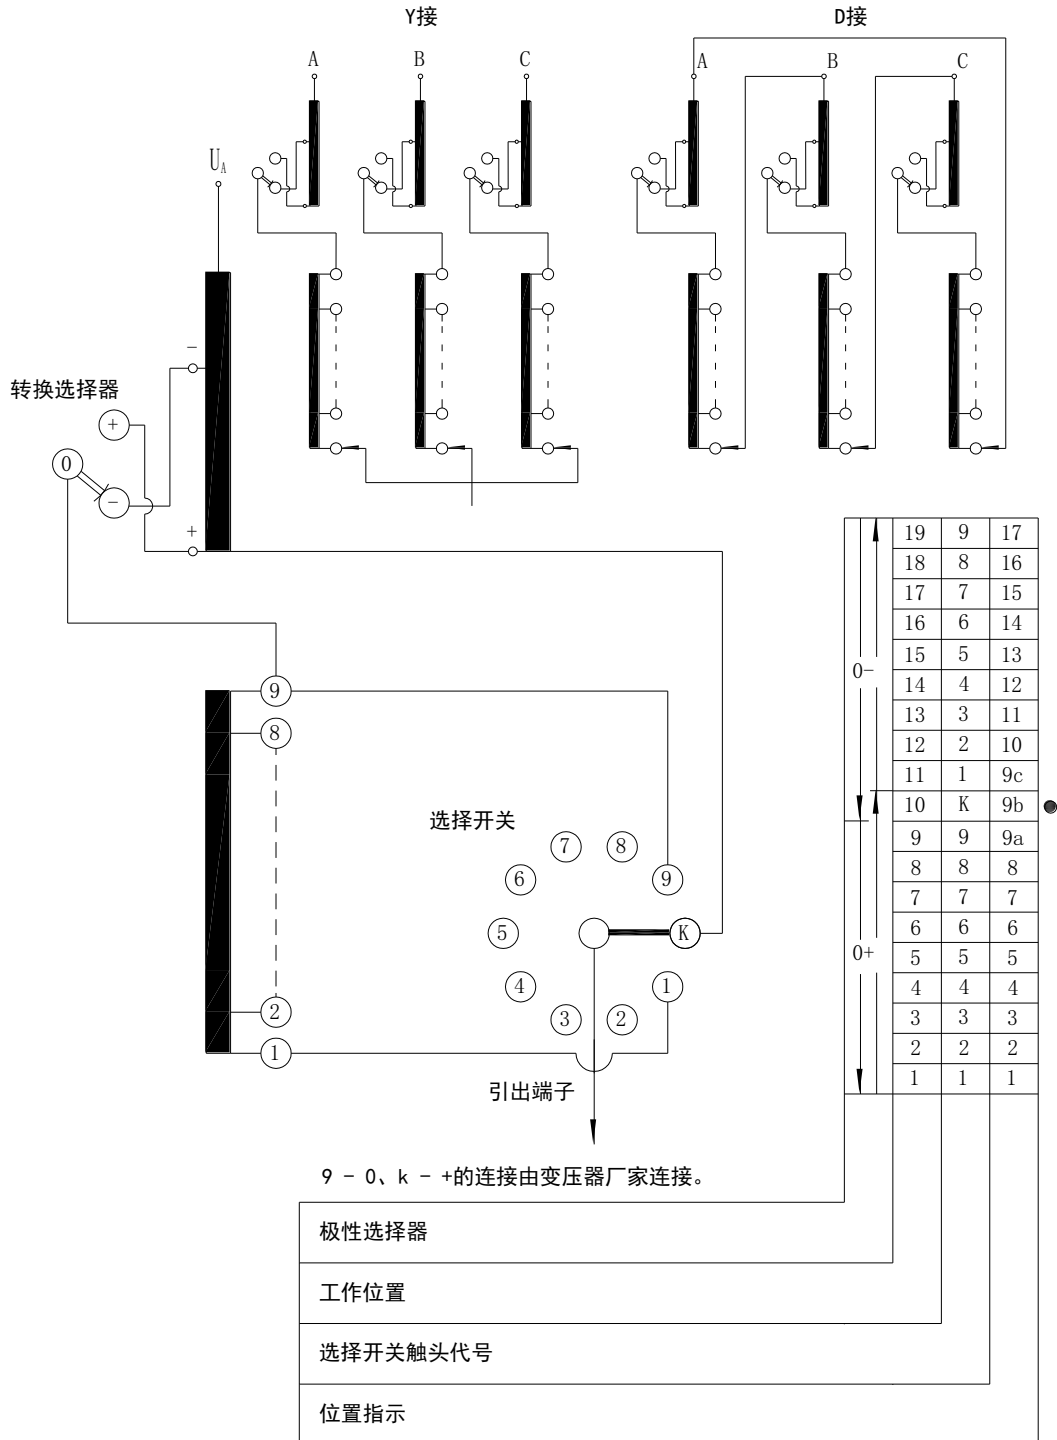 Y接 D接
A B C A B C
U_A
-
转换选择器
+
0
-
+
19 9 17
18 8 16
17 7 15
16 6 14
15 5 13
14 4 12
13 3 11
12 2 10
11 1 9c
10 K 9b
9 9 9a
8 8 8
7 7 7
6 6 6
5 5 5
4 4 4
3 3 3
2 2 2
1 1 1
0-
0+
9
8
2
1
选择开关
7 8
6 9
5 K
4 1
3 2
引出端子
9 - 0、k - +的连接由变压器厂家连接。
极性选择器
工作位置
选择开关触头代号
位置指示